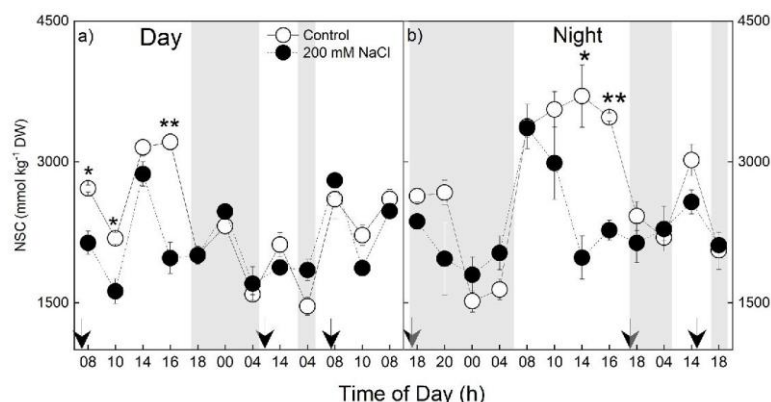 4500
a)
Day
Control
200 mM NaCl
b)
Night
4500
*
*
**
*
**
3000
3000
1500
1500
NSC (mmol kg⁻¹ DW)
08 10 14 16 18 00 04 14 04 08 10 08
18 20 00 04 08 10 14 16 18 04 14 18
Time of Day (h)